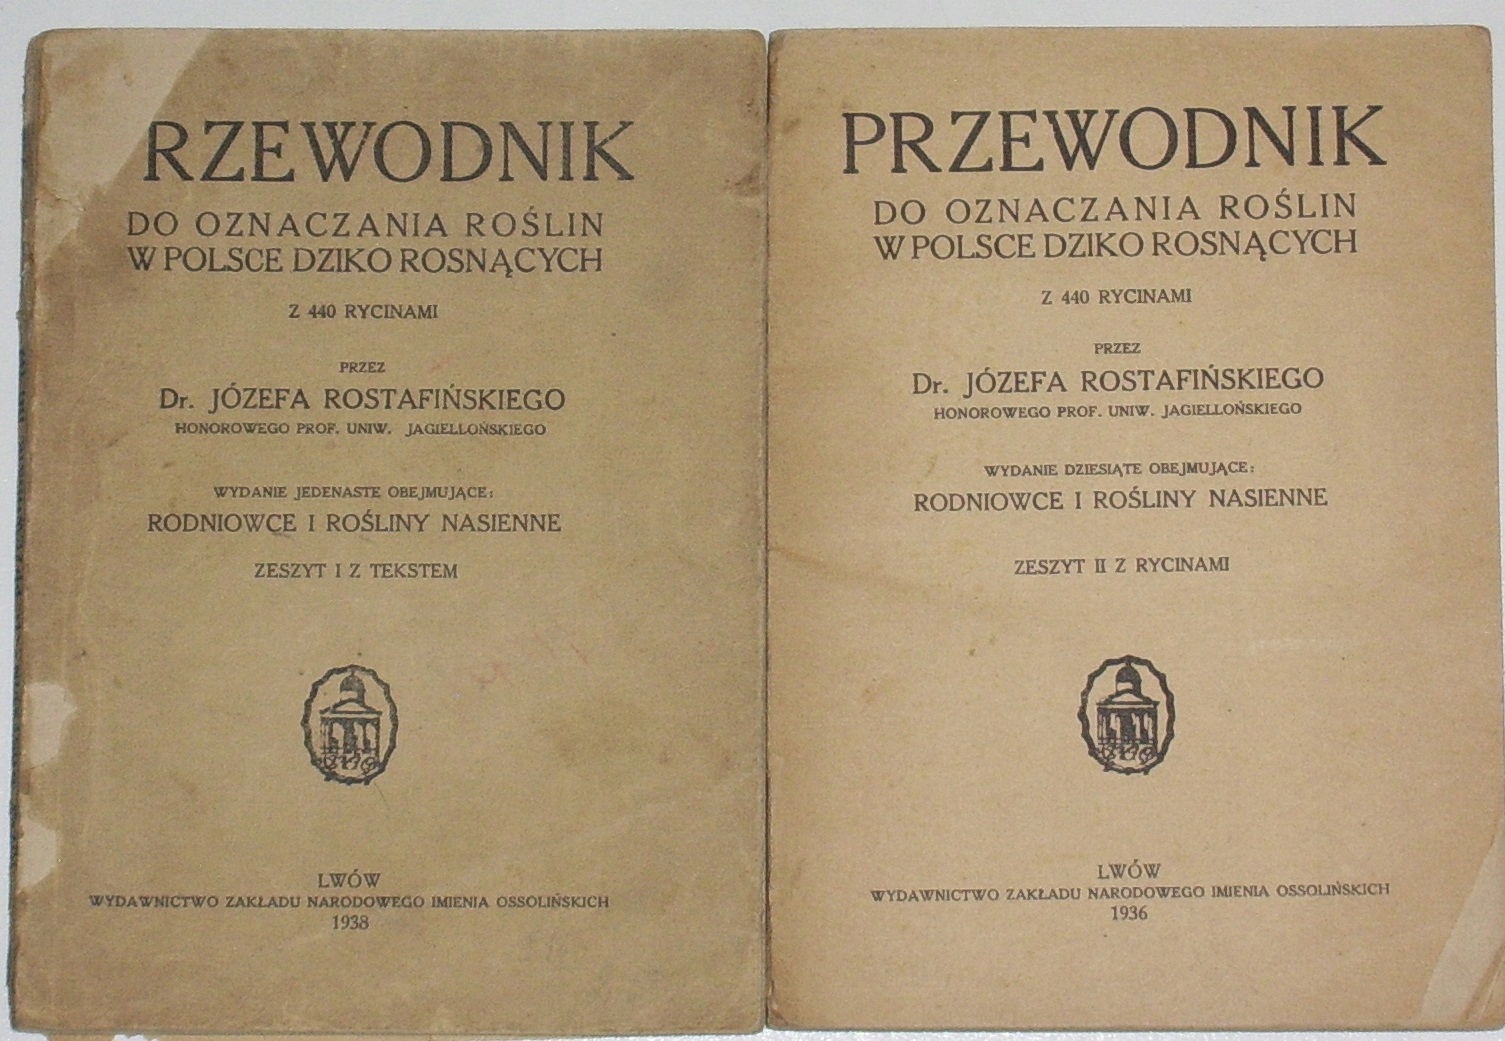 RZEWODNIK
DO OZNACZANIA ROŚLIN
W POLSCE DZIKO ROSNĄCYCH
Z 440 RYCINAMI
PRZEZ
Dr. JÓZEFA ROSTAFIŃSKIEGO
HONOROWEGO PROF. UNIW. JAGIELLOŃSKIEGO
WYDANIE JEDENASTE OBEJMUJĄCE:
RODNIOWCE I ROŚLINY NASIENNE
ZESZYT I Z TEKSTEM
LWÓW
WYDAWNICTWO ZAKŁADU NARODOWEGO IMIENIA OSSOLIŃSKICH
1938
PRZEWODNIK
DO OZNACZANIA ROŚLIN
W POLSCE DZIKO ROSNĄCYCH
Z 440 RYCINAMI
PRZEZ
Dr. JÓZEFA ROSTAFIŃSKIEGO
HONOROWEGO PROF. UNIW. JAGIELLOŃSKIEGO
WYDANIE DZIESIĄTE OBEJMUJĄCE:
RODNIOWCE I ROŚLINY NASIENNE
ZESZYT II Z RYCINAMI
LWÓW
WYDAWNICTWO ZAKŁADU NARODOWEGO IMIENIA OSSOLIŃSKICH
1936